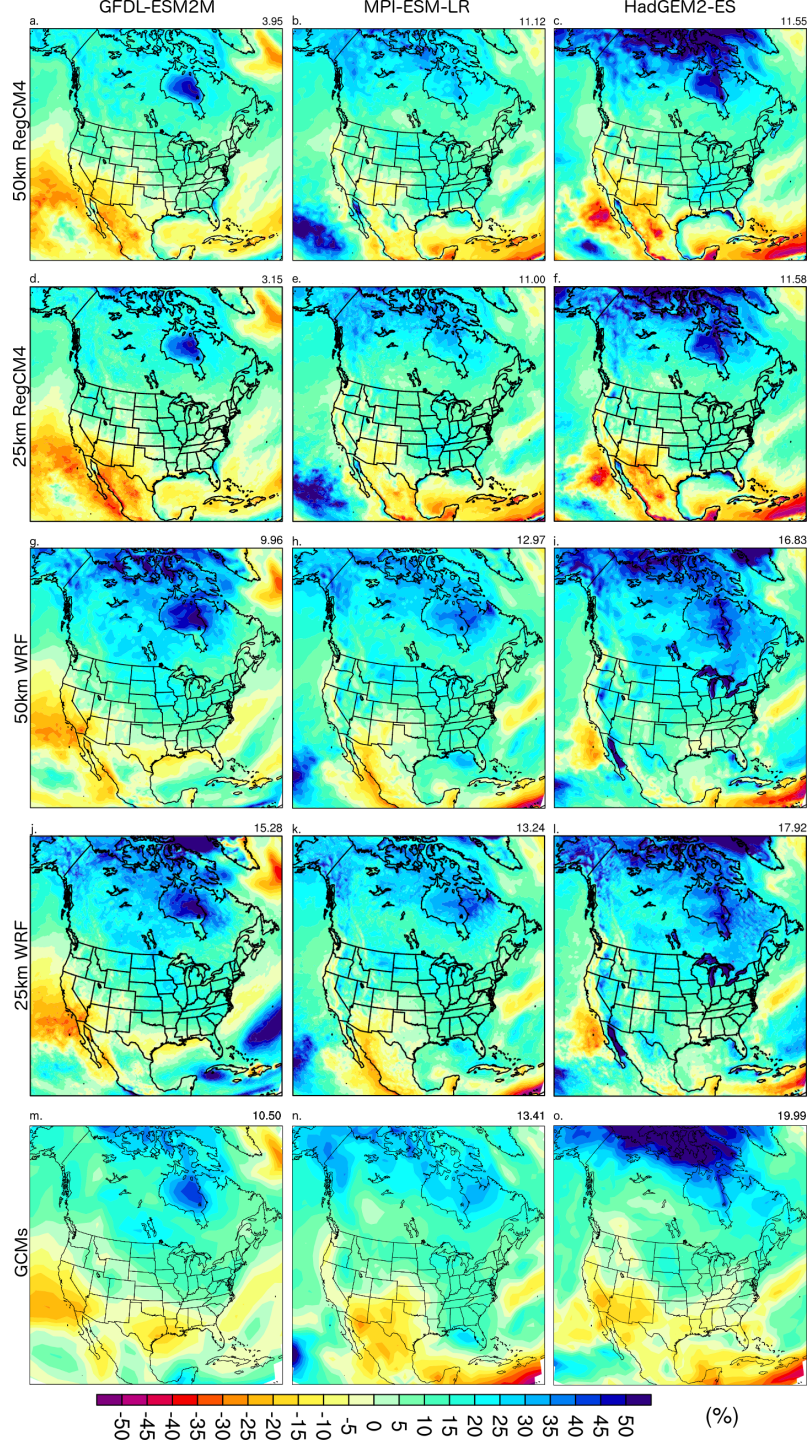 GFDL-ESM2M MPI-ESM-LR HadGEM2-ES
a. 3.95 b. 11.12 c. 11.55
50km RegCM4
d. 3.15 e. 11.00 f. 11.58
25km RegCM4
g. 9.96 h. 12.97 i. 16.83
50km WRF
j. 15.28 k. 13.24 l. 17.92
25km WRF
m. 10.50 n. 13.41 o. 19.99
GCMs
-50 -45 -40 -35 -30 -25 -20 -15 -10 -5 0 5 10 15 20 25 30 35 40 45 50 (%)